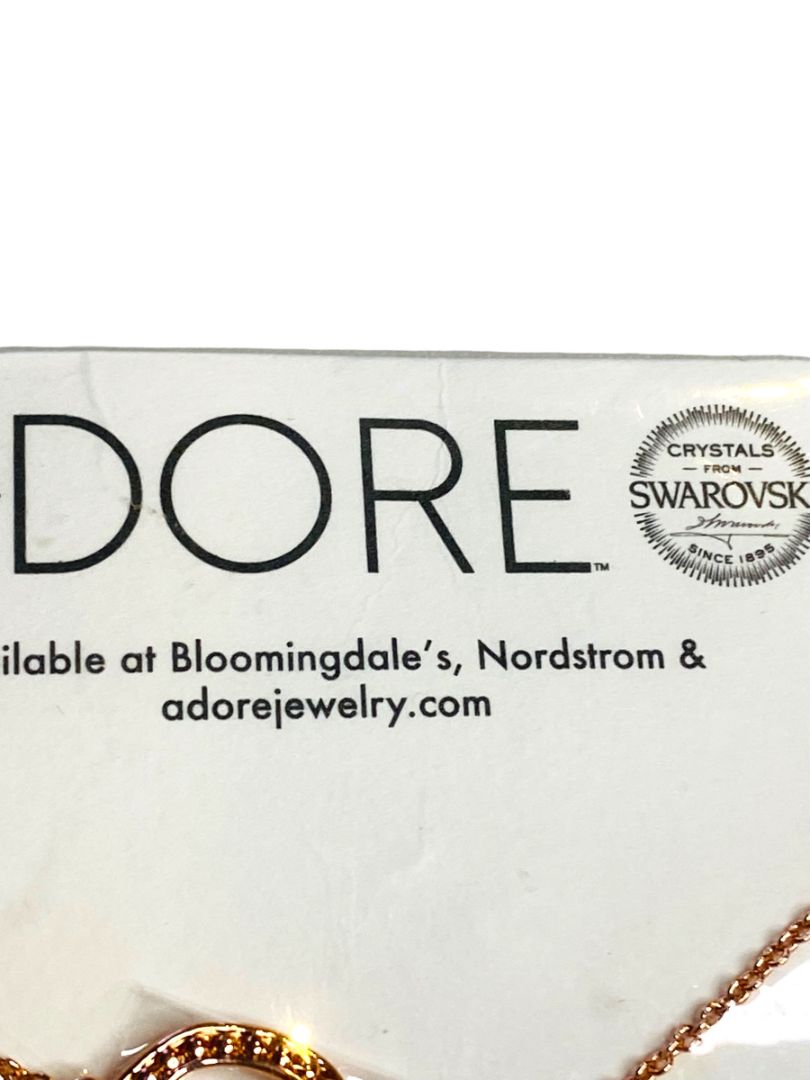 DORE™
CRYSTALS
FROM
SWAROVSK
SINCE 1895
ilable at Bloomingdale's, Nordstrom &
adorejewelry.com